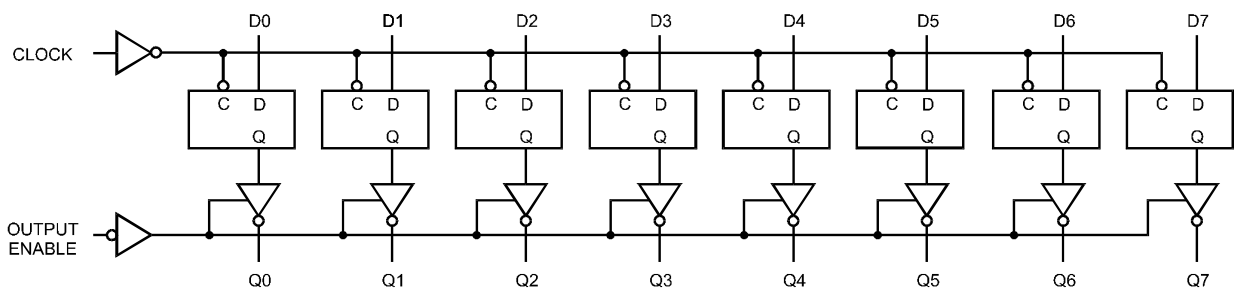 D0 D1 D2 D3 D4 D5 D6 D7
CLOCK
C D C D C D C D C D C D C D C D
Q Q Q Q Q Q Q Q
OUTPUT
ENABLE
Q0 Q1 Q2 Q3 Q4 Q5 Q6 Q7